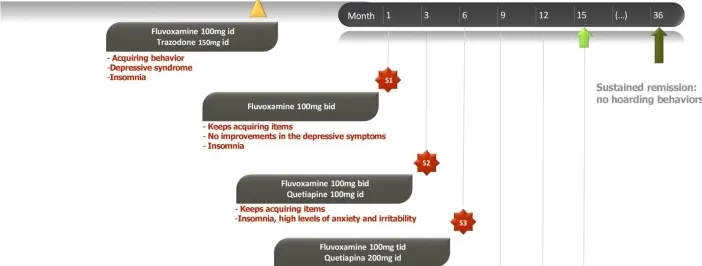 Month 1 3 6 9 12 15 (...) 36
Fluvoxamine 100mg id
Trazodone 150mg id
- Acquiring behavior
-Depressive syndrome
-Insomnia
S1
Sustained remission:
no hoarding behaviors
Fluvoxamine 100mg bid
- Keeps acquiring items
- No improvements in the depressive symptoms
- Insomnia
S2
Fluvoxamine 100mg bid
Quetiapine 100mg id
- Keeps acquiring items
-Insomnia, high levels of anxiety and irritability
S3
Fluvoxamine 100mg tid
Quetiapina 200mg id